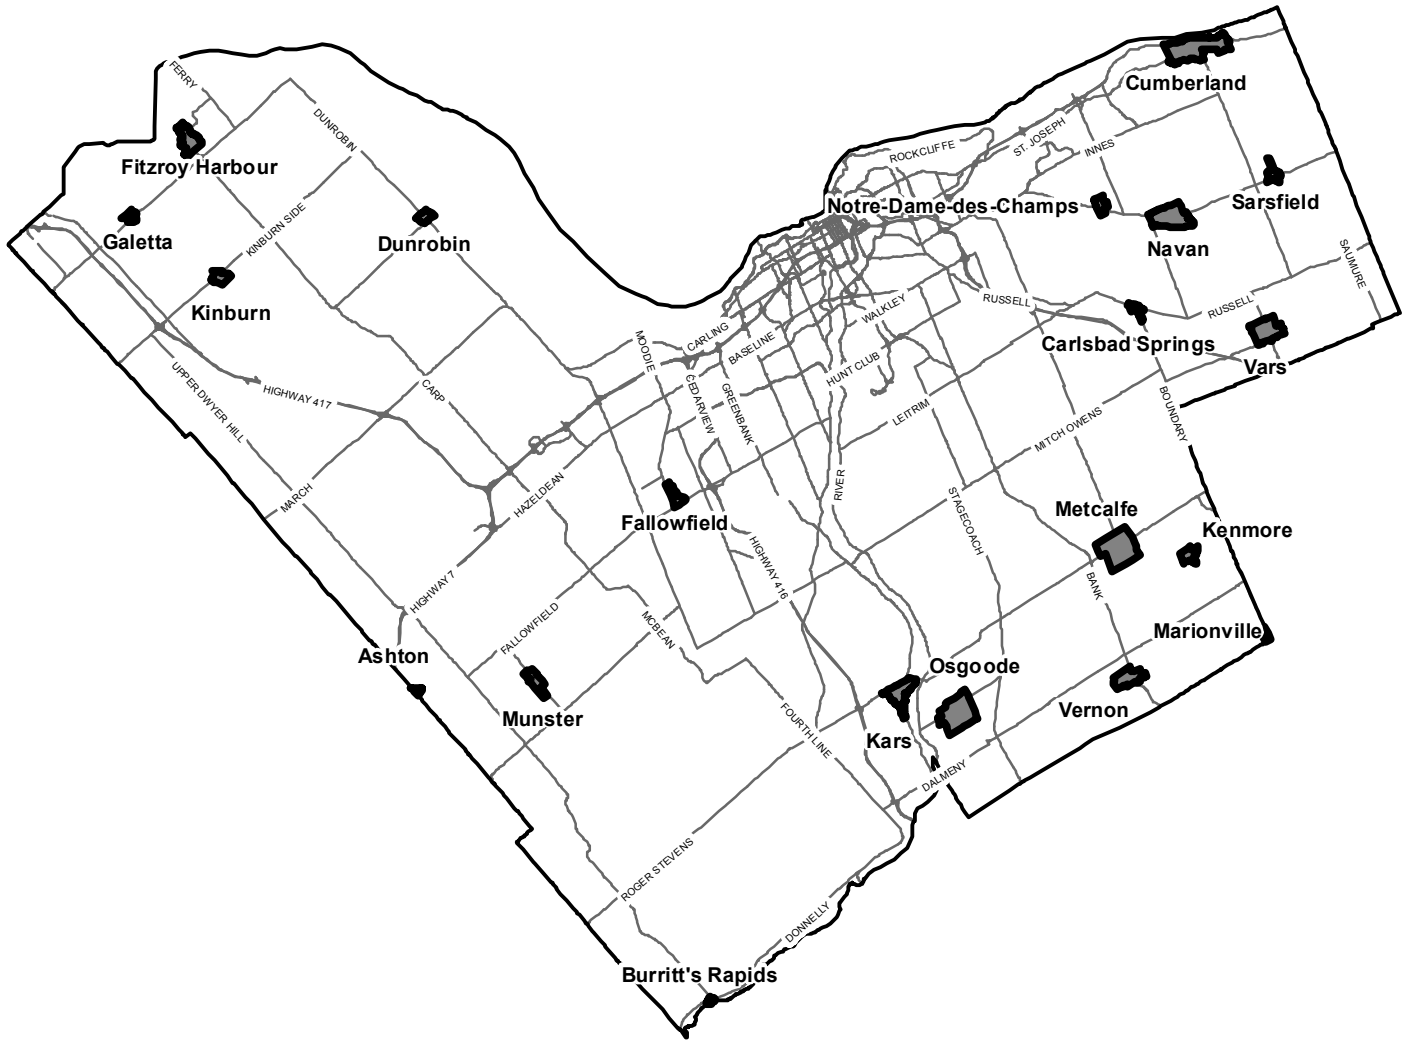 FERRY
Cumberland
DUNROBIN
ST. JOSEPH
INNES
ROCKCLIFFE
Fitzroy Harbour
KINBURN SIDE
Notre-Dame-des-Champs
Sarsfield
Galetta
Dunrobin
Navan
SAUMURE
Kinburn
RUSSELL
WALKLEY
RUSSELL
CARLING
MOODIE
BASELINE
Carlsbad Springs
Vars
HUNT CLUB
UPPER DWYER HILL
HIGHWAY 417
CARP
CEDARVIEW
GREENBANK
LEITRIM
MITCH OWENS
BOUNDARY
MARCH
HAZELDEAN
RIVER
STAGECOACH
Metcalfe
Fallowfield
Kenmore
HIGHWAY 416
BANK
HIGHWAY 7
FALLOWFIELD
MCBEAN
Marionville
Ashton
Osgoode
Munster
Vernon
FOURTH LINE
Kars
DALMENY
ROGER STEVENS
DONNELLY
Burritt's Rapids